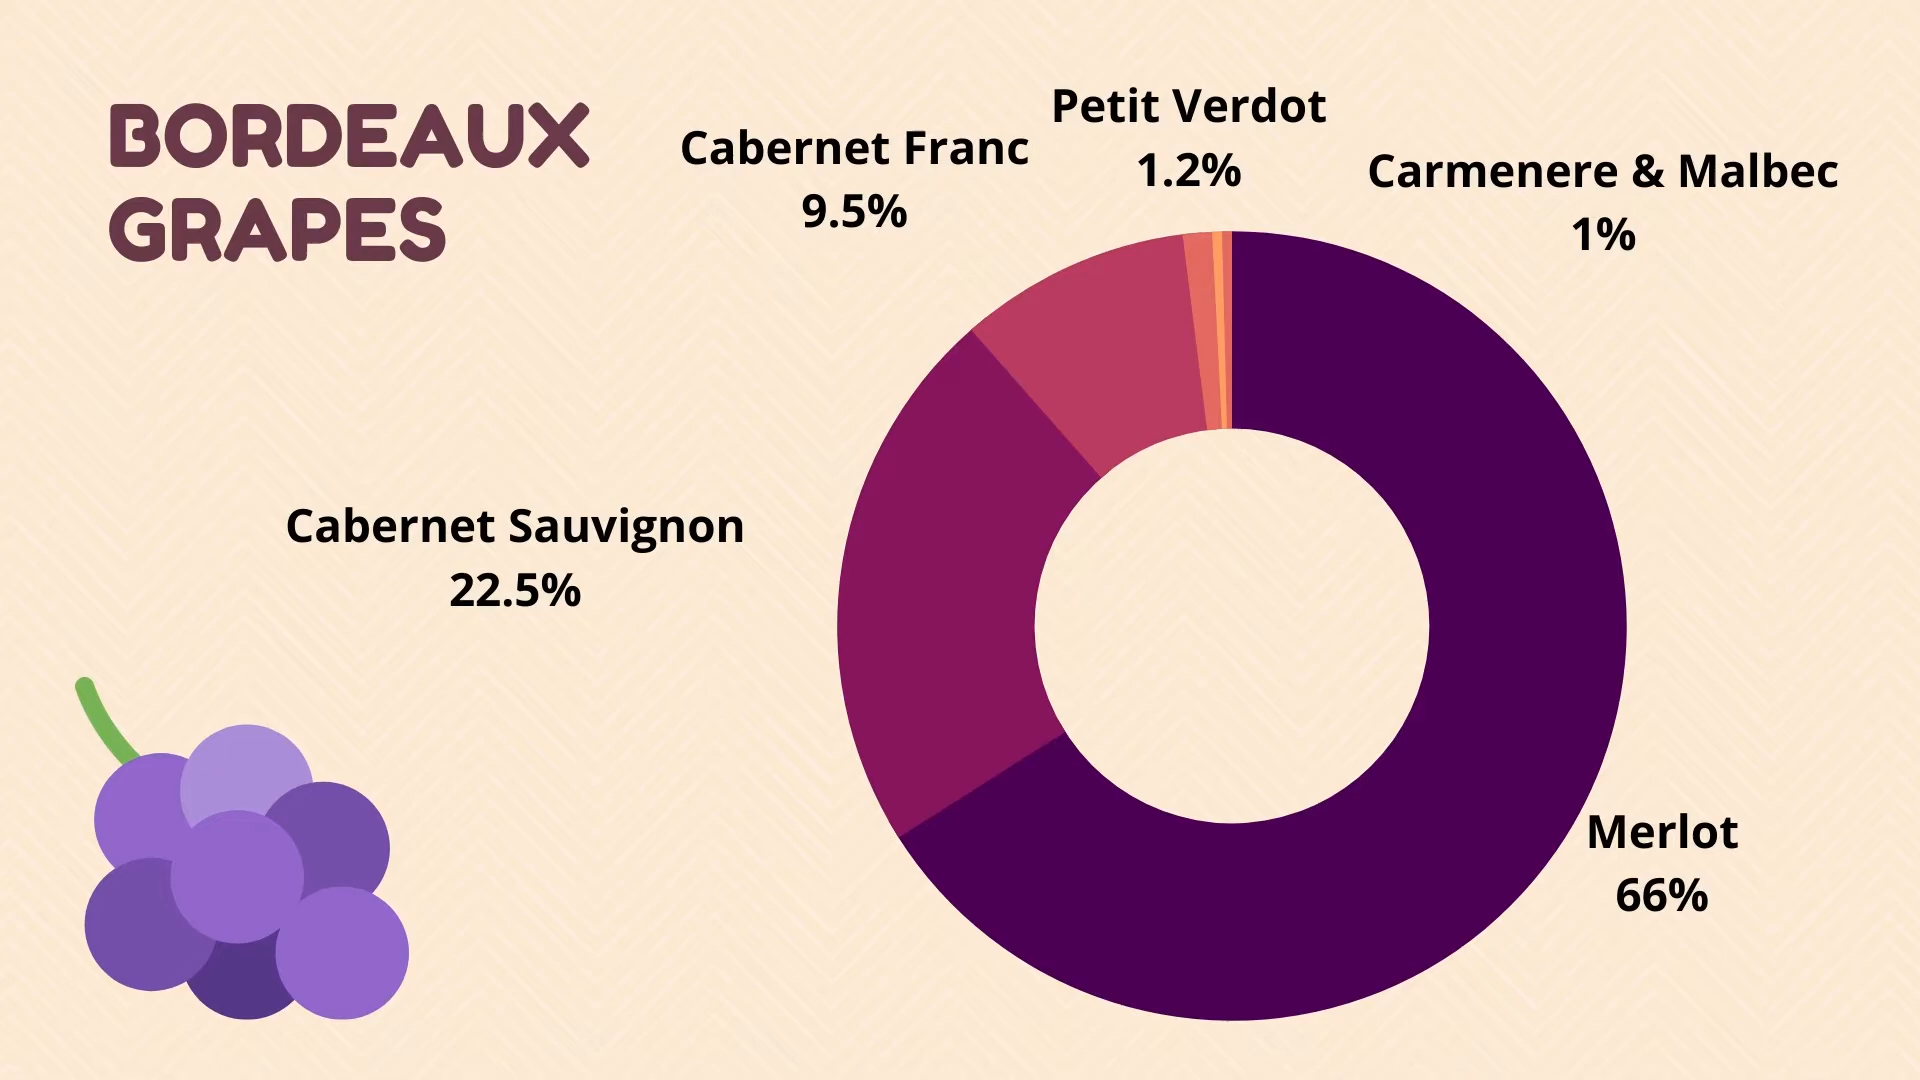 BORDEAUX
GRAPES
Cabernet Franc
9.5%
Petit Verdot
1.2%
Carmenere & Malbec
1%
Cabernet Sauvignon
22.5%
Merlot
66%